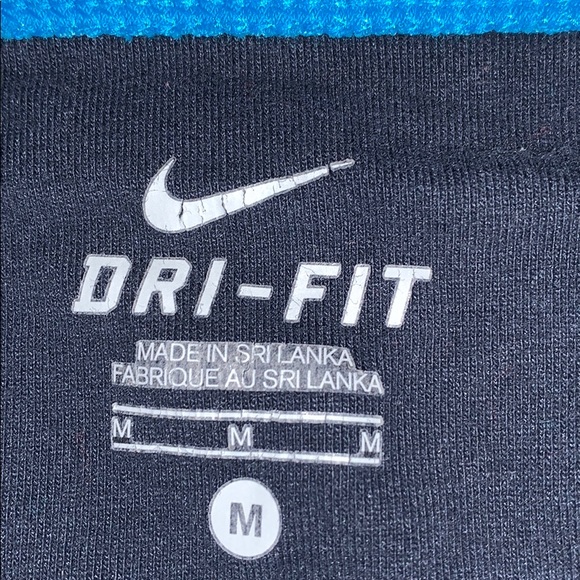 DRI-FIT
MADE IN SRI LANKA
FABRIQUE AU SRI LANKA
M M M
M